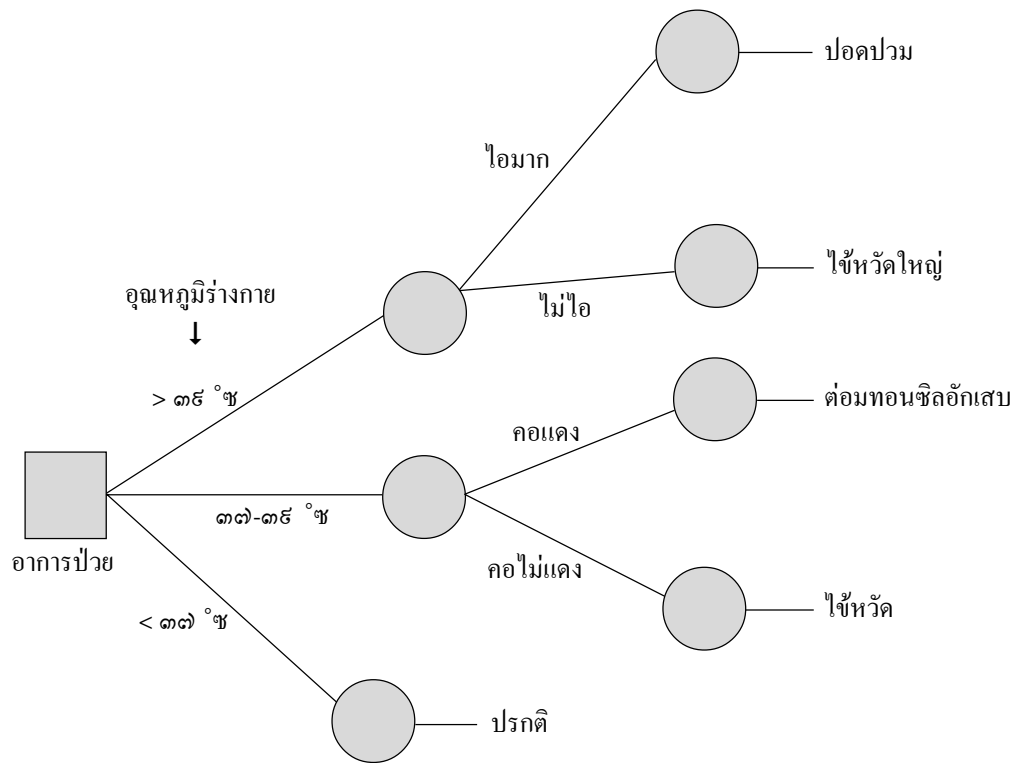 ปอดปวม
ไอมาก
ไข้หวัดใหญ่
ไม่ไอ
อุณหภูมิร่างกาย
↓
> ๓๙ °ซ
ต่อมทอนซิลอักเสบ
คอแดง
๓๗-๓๙ °ซ
อาการป่วย
คอไม่แดง
ไข้หวัด
< ๓๗ °ซ
ปรกติ